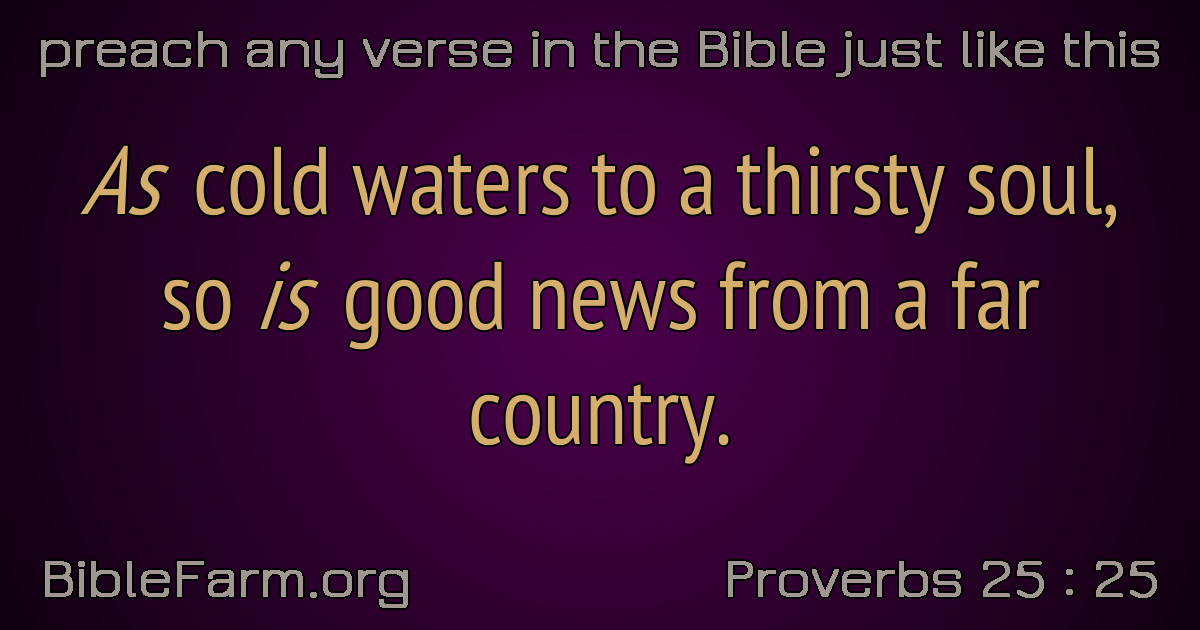 preach any verse in the Bible just like this
As cold waters to a thirsty soul,
so is good news from a far
country.
BibleFarm.org
Proverbs 25 : 25